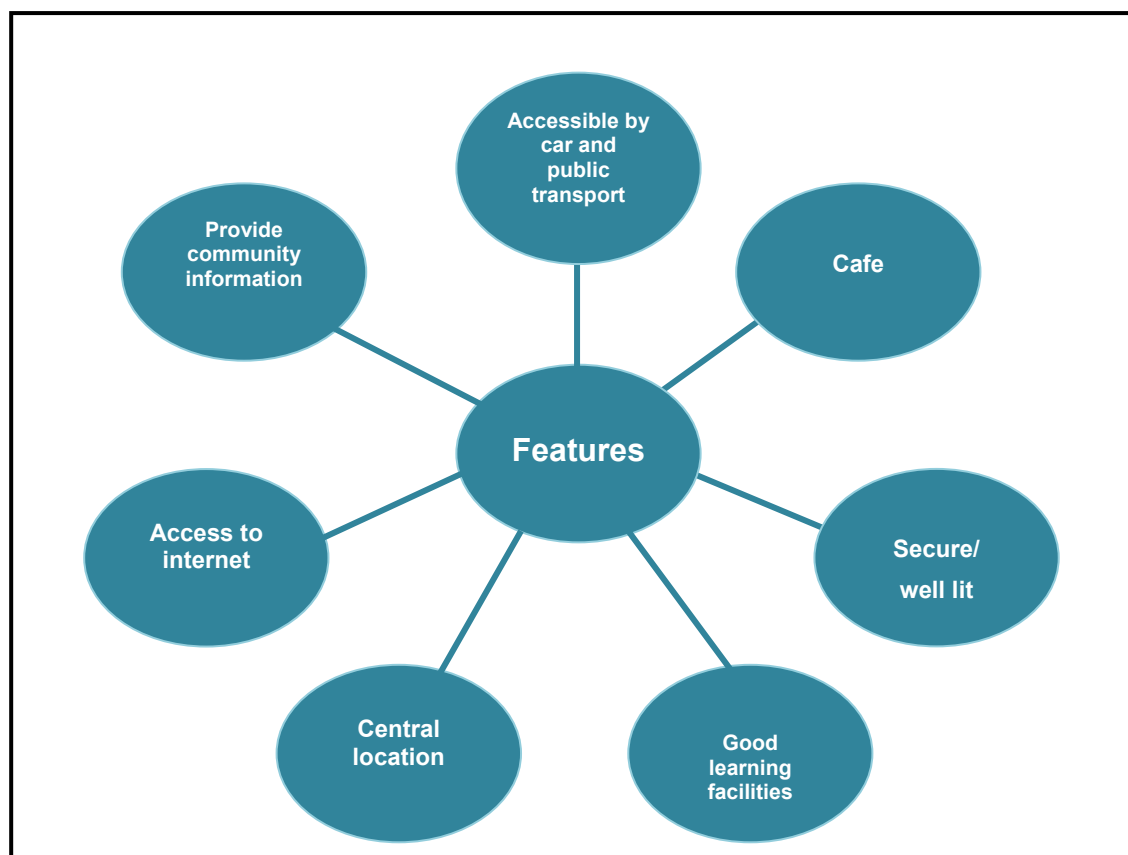 Accessible by
car and
public
transport
Provide
community
information
Cafe
Features
Access to
internet
Secure/
well lit
Central
location
Good
learning
facilities